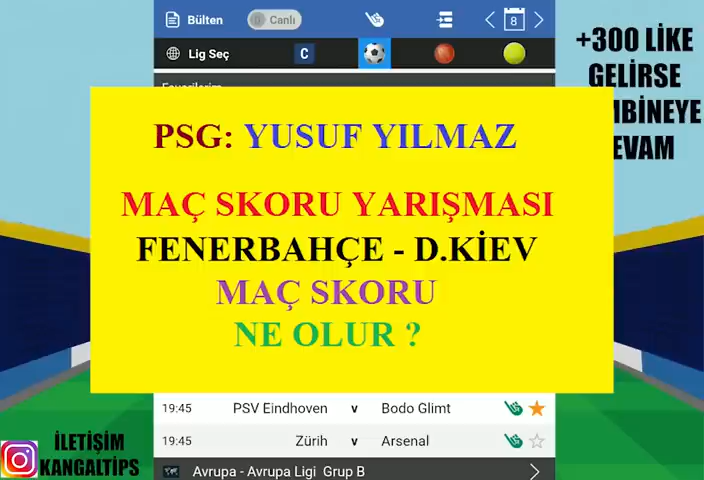 Bülten
Canlı
8
Lig Seç
C
+300 LİKE
GELİRSE
PSG: YUSUF YILMAZ
MAÇ SKORU YARIŞMASI
FENERBAHÇE - D.KİEV
MAÇ SKORU
NE OLUR ?
19:45 PSV Eindhoven v Bodo Glimt
19:45 Zürih v Arsenal
Avrupa - Avrupa Ligi Grup B
İLETİŞİM
KANGALTİPS